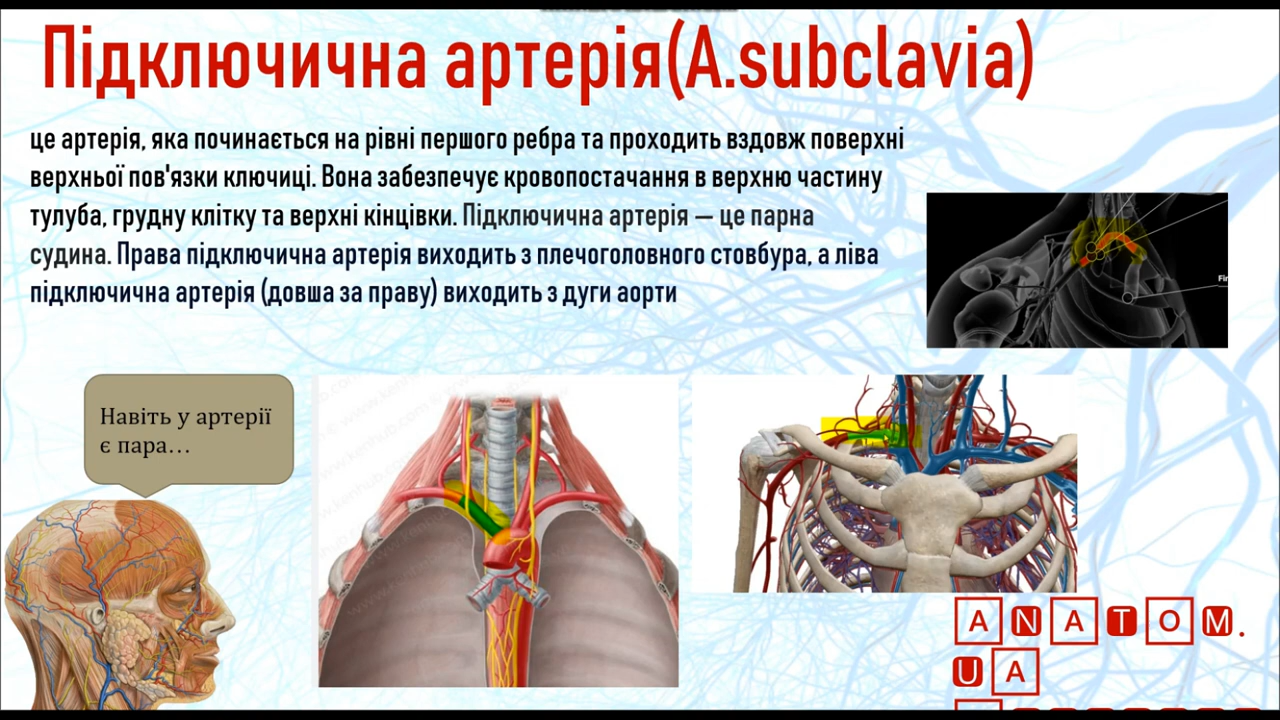 Підключична артерія(A.subclavia)
це артерія, яка починається на рівні першого ребра та проходить вздовж поверхні
верхньої пов'язки ключиці. Вона забезпечує кровопостачання в верхню частину
тулуба, грудну клітку та верхні кінцівки. Підключична артерія — це парна
судина. Права підключична артерія виходить з плечоголовного стовбура, а ліва
підключична артерія (довша за праву) виходить з дуги аорти
Fir
Навіть у артерії
є пара...
ANATOM.
UA